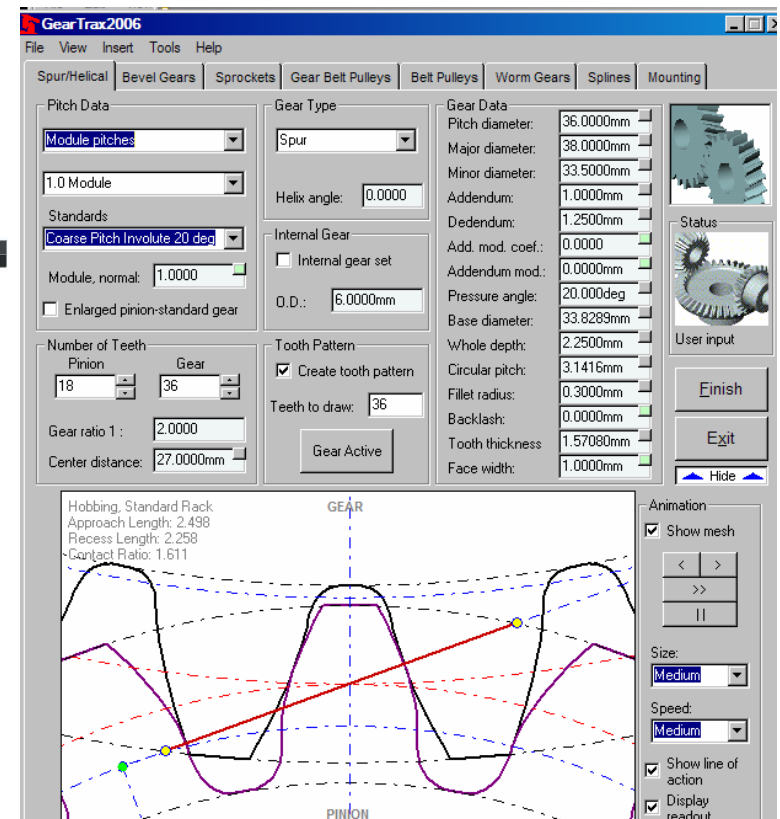 GearTrax2006
File View Insert Tools Help
Spur/Helical Bevel Gears Sprockets Gear Belt Pulleys Belt Pulleys Worm Gears Splines Mounting
Pitch Data
Module pitches
1.0 Module
Standards
Coarse Pitch Involute 20 deg
Module, normal: 1.0000
Enlarged pinion-standard gear
Gear Type
Spur
Helix angle: 0.0000
Internal Gear
Internal gear set
O.D.: 6.0000mm
Gear Data
Pitch diameter: 36.0000mm
Major diameter: 38.0000mm
Minor diameter: 33.5000mm
Addendum: 1.0000mm
Dedendum: 1.2500mm
Add. mod. coef.: 0.0000
Addendum mod.: 0.0000mm
Pressure angle: 20.000deg
Base diameter: 33.8289mm
Whole depth: 2.2500mm
Circular pitch: 3.1416mm
Fillet radius: 0.3000mm
Backlash: 0.0000mm
Tooth thickness 1.57080mm
Face width: 1.0000mm
Status
User input
Number of Teeth
Pinion Gear
18 36
Gear ratio 1 : 2.0000
Center distance: 27.0000mm
Tooth Pattern
Create tooth pattern
Teeth to draw: 36
Gear Active
Finish
Exit
Hide
Hobbing, Standard Rack
Approach Length: 2.498
Recess Length: 2.258
Contact Ratio: 1.611
GEAR
PINION
Animation
Show mesh
< >
>>
||
Size:
Medium
Speed:
Medium
Show line of
action
Display
readout